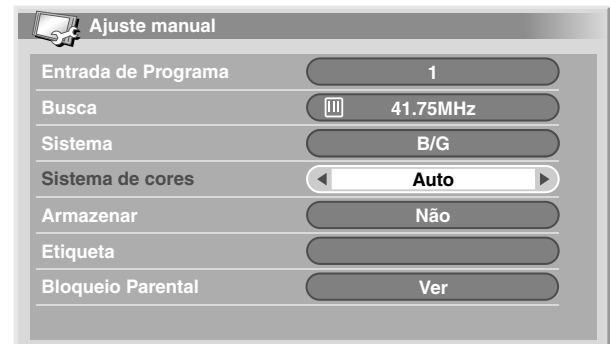 Ajuste manual
Entrada de Programa 1
Busca 41.75MHz
Sistema B/G
Sistema de cores Auto
Armazenar Não
Etiqueta
Bloqueio Parental Ver